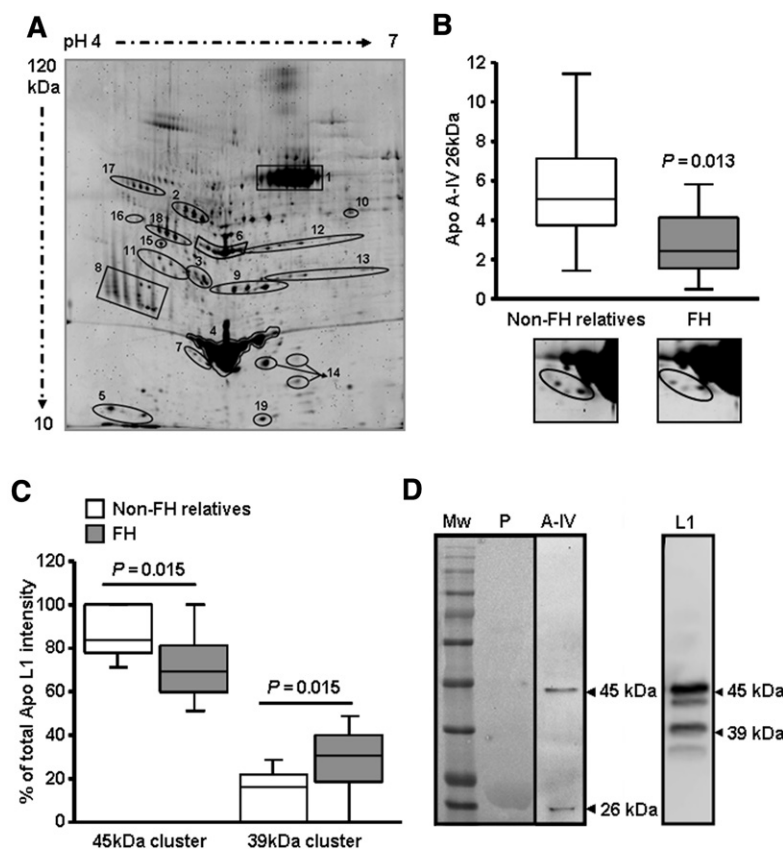 A
pH 4
7
120
kDa
10
17
2
1
10
16
18
15
6
12
11
3
13
8
9
4
7
14
5
19
B
Apo A-IV 26kDa
12
10
8
6
4
2
0
P = 0.013
Non-FH relatives
FH
C
Non-FH relatives
FH
% of total Apo L1 intensity
120
100
80
60
40
20
0
P = 0.015
P = 0.015
45kDa cluster
39kDa cluster
D
Mw
P
A-IV
L1
45 kDa
26 kDa
45 kDa
39 kDa